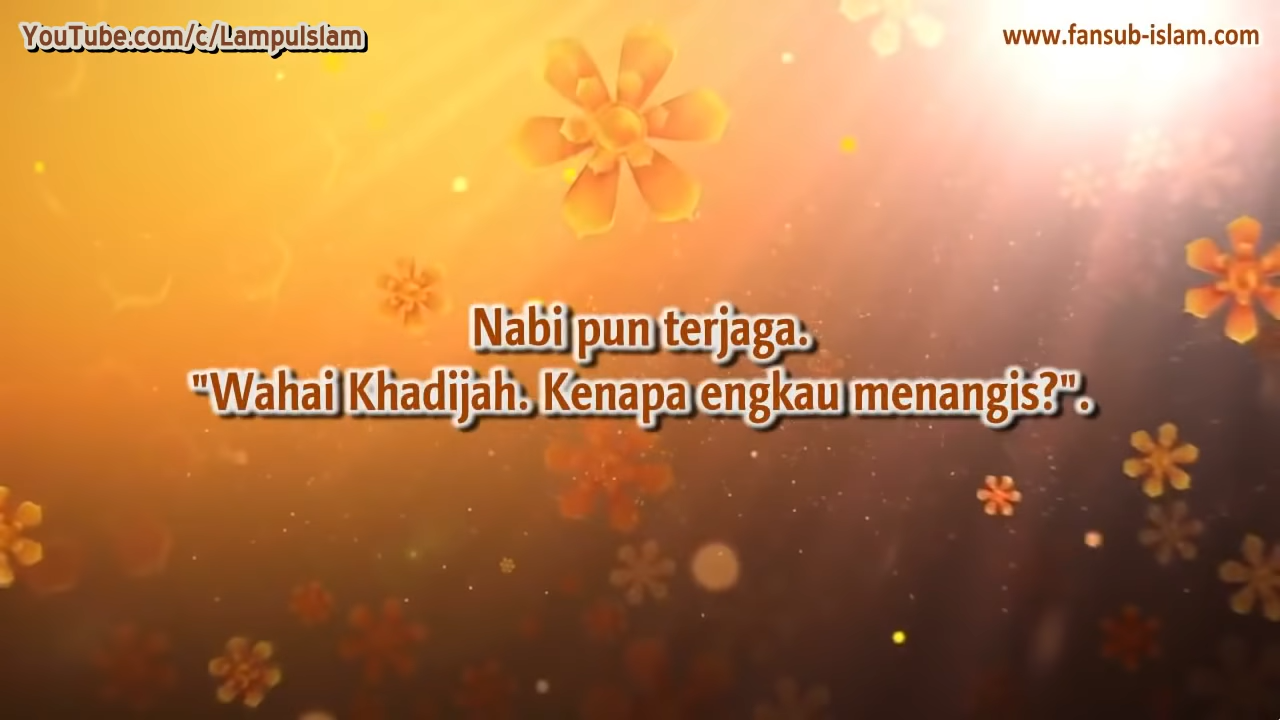 YouTube.com/c/LampuIslam
www.fansub-islam.com
Nabi pun terjaga.
"Wahai Khadijah. Kenapa engkau menangis?".